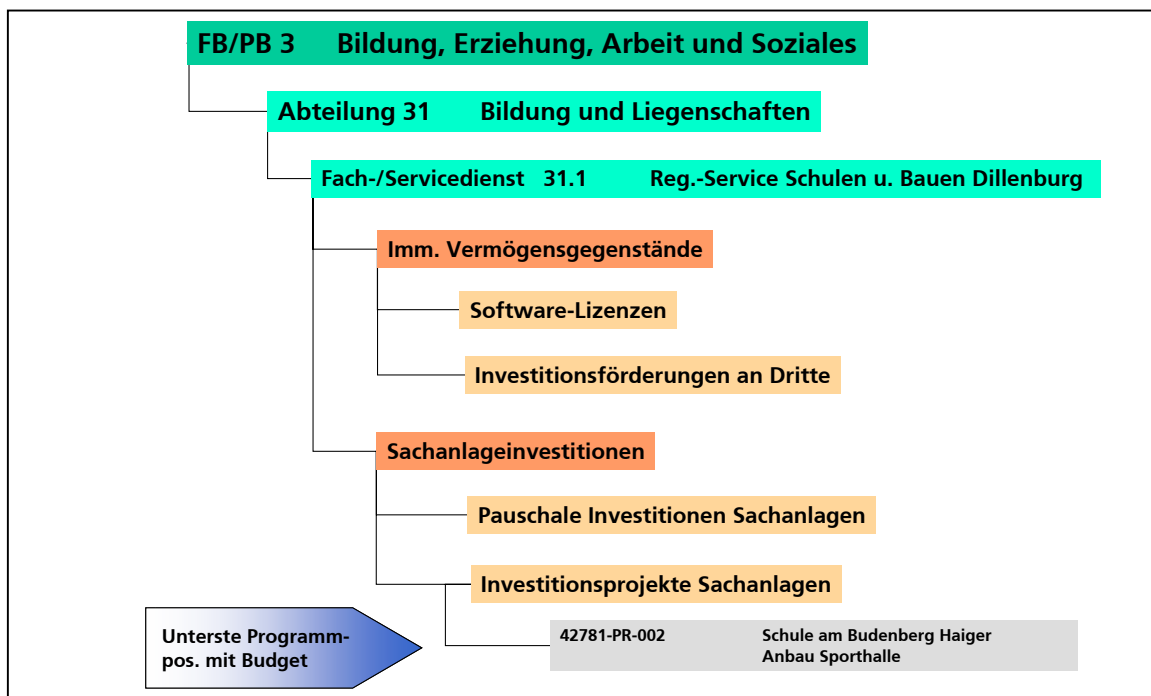 FB/PB 3 Bildung, Erziehung, Arbeit und Soziales
Abteilung 31 Bildung und Liegenschaften
Fach-/Servicedienst 31.1 Reg.-Service Schulen u. Bauen Dillenburg
Imm. Vermögensgegenstände
Software-Lizenzen
Investitionsförderungen an Dritte
Sachanlageinvestitionen
Pauschale Investitionen Sachanlagen
Investitionsprojekte Sachanlagen
Unterste Programm-
pos. mit Budget
42781-PR-002 Schule am Budenberg Haiger
Anbau Sporthalle